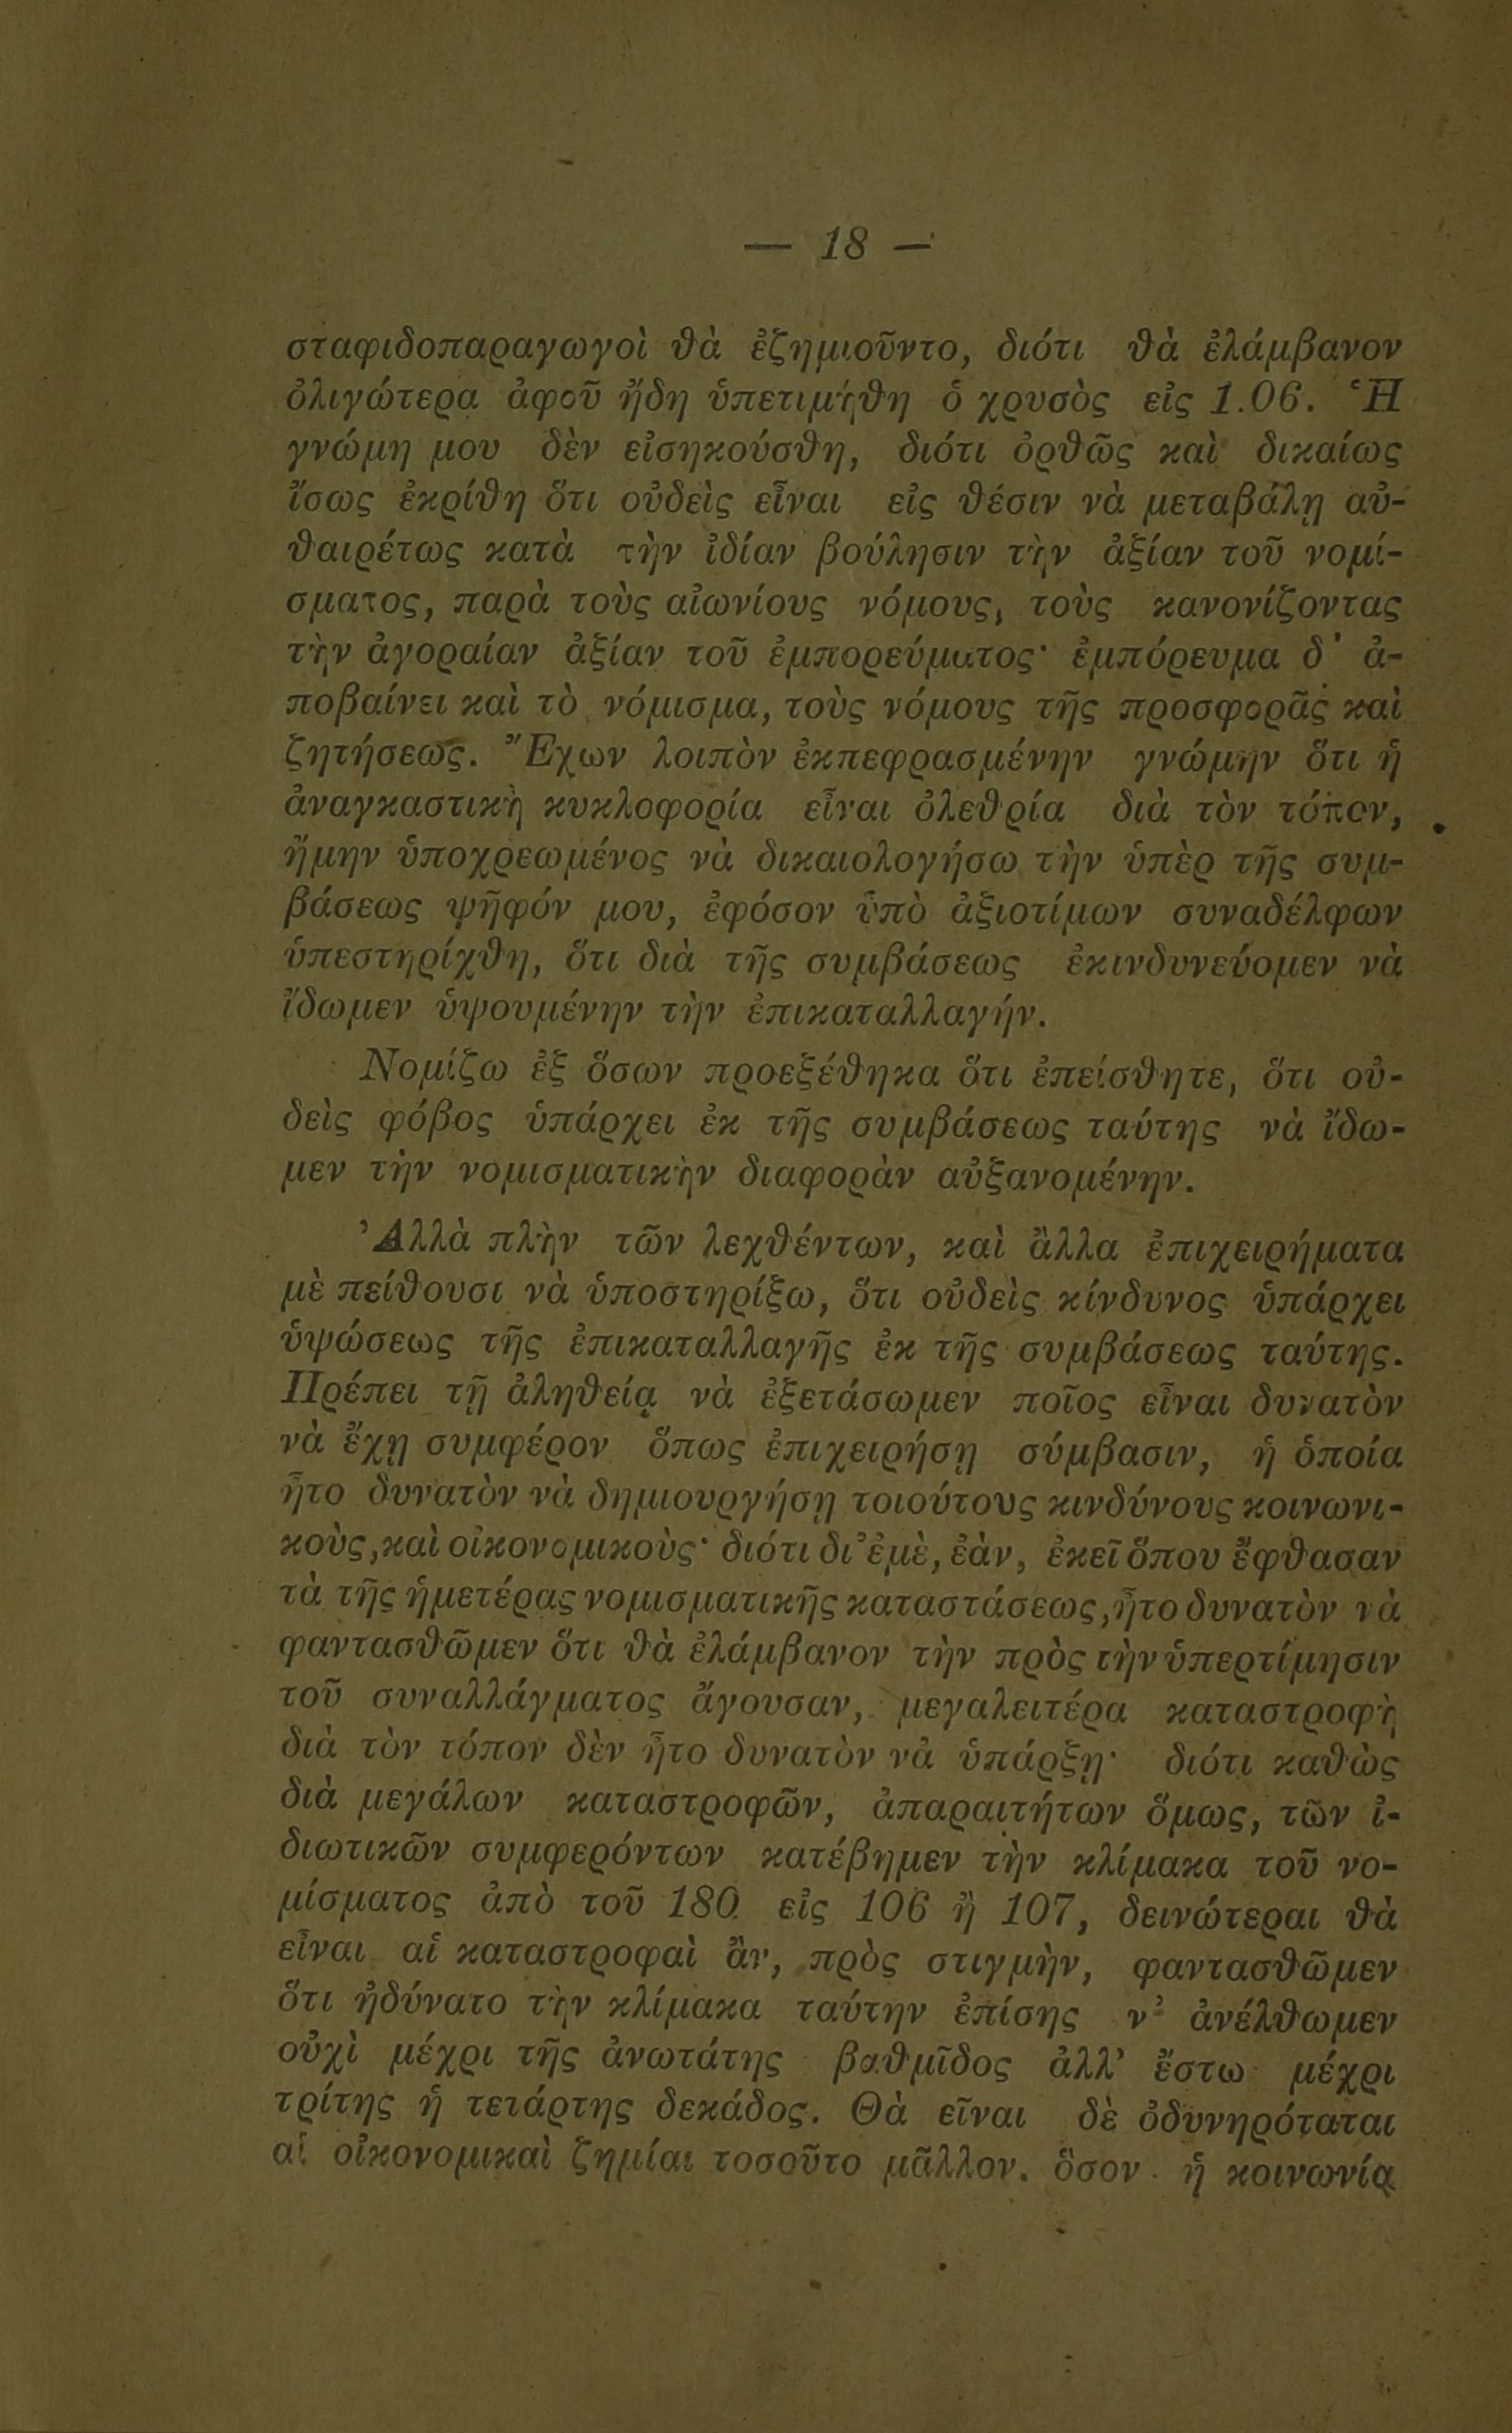 — 18 —
σταφιδοπαραγωγοὶ θὰ ἐζημιοῦντο, διότι θὰ ἐλάμβανον
ὀλιγώτερα ἀφοῦ ἤδη ὑπετιμήθη ὁ χρυσὸς εἰς 1.06. Ἡ
γνώμη μου δὲν εἰσηκούσθη, διότι ὀρθῶς καὶ δικαίως
ἴσως ἐκρίθη ὅτι οὐδεὶς εἶναι εἰς θέσιν νὰ μεταβάλῃ αὐ-
θαιρέτως κατὰ τὴν ἰδίαν βούλησιν τὴν ἀξίαν τοῦ νομί-
σματος, παρὰ τοὺς αἰωνίους νόμους, τοὺς κανονίζοντας
τὴν ἀγοραίαν ἀξίαν τοῦ ἐμπορεύματος· ἐμπόρευμα δ' ἀ-
ποβαίνει καὶ τὸ νόμισμα, τοὺς νόμους τῆς προσφορᾶς καὶ
ζητήσεως. Ἔχων λοιπὸν ἐκπεφρασμένην γνώμην ὅτι ἡ
ἀναγκαστικὴ κυκλοφορία εἶναι ὀλεθρία διὰ τὸν τόπον,
ἤμην ὑποχρεωμένος νὰ δικαιολογήσω τὴν ὑπὲρ τῆς συμ-
βάσεως ψῆφόν μου, ἐφόσον ὑπὸ ἀξιοτίμων συναδέλφων
ὑπεστηρίχθη, ὅτι διὰ τῆς συμβάσεως ἐκινδυνεύομεν νὰ
ἴδωμεν ὑψουμένην τὴν ἐπικαταλλαγήν.
Νομίζω ἐξ ὅσων προεξέθηκα ὅτι ἐπείσθητε, ὅτι οὐ-
δεὶς φόβος ὑπάρχει ἐκ τῆς συμβάσεως ταύτης νὰ ἴδω-
μεν τὴν νομισματικὴν διαφορὰν αὐξανομένην.
Ἀλλὰ πλὴν τῶν λεχθέντων, καὶ ἄλλα ἐπιχειρήματα
μὲ πείθουσι νὰ ὑποστηρίξω, ὅτι οὐδεὶς κίνδυνος ὑπάρχει
ὑψώσεως τῆς ἐπικαταλλαγῆς ἐκ τῆς συμβάσεως ταύτης.
Πρέπει τῇ ἀληθείᾳ νὰ ἐξετάσωμεν ποῖος εἶναι δυνατὸν
νὰ ἔχῃ συμφέρον ὅπως ἐπιχειρήσῃ σύμβασιν, ἡ ὁποία
ἦτο δυνατὸν νὰ δημιουργήσῃ τοιούτους κινδύνους κοινωνι-
κοὺς, καὶ οἰκονομικοὺς· διότι δι' ἐμὲ, ἐὰν, ἐκεῖ ὅπου ἔφθασαν
τὰ τῆς ἡμετέρας νομισματικῆς καταστάσεως, ἦτο δυνατὸν νὰ
φαντασθῶμεν ὅτι θὰ ἐλάμβανον τὴν πρὸς τὴν ὑπερτίμησιν
τοῦ συναλλάγματος ἄγουσαν, μεγαλειτέρα καταστροφὴ
διὰ τὸν τόπον δὲν ἦτο δυνατὸν νὰ ὑπάρξῃ· διότι καθὼς
διὰ μεγάλων καταστροφῶν, ἀπαραιτήτων ὅμως, τῶν ἰ-
διωτικῶν συμφερόντων κατέβημεν τὴν κλίμακα τοῦ νο-
μίσματος ἀπὸ τοῦ 180 εἰς 106 ἢ 107, δεινώτεραι θὰ
εἶναι αἱ καταστροφαὶ ἂν, πρὸς στιγμὴν, φαντασθῶμεν
ὅτι ἠδύνατο τὴν κλίμακα ταύτην ἐπίσης ν' ἀνέλθωμεν
οὐχὶ μέχρι τῆς ἀνωτάτης βαθμῖδος ἀλλ' ἔστω μέχρι
τρίτης ἢ τετάρτης δεκάδος. Θὰ εἶναι δὲ ὀδυνηρόταται
αἱ οἰκονομικαὶ ζημίαι τοσοῦτο μᾶλλον. ὅσον ἡ κοινωνία